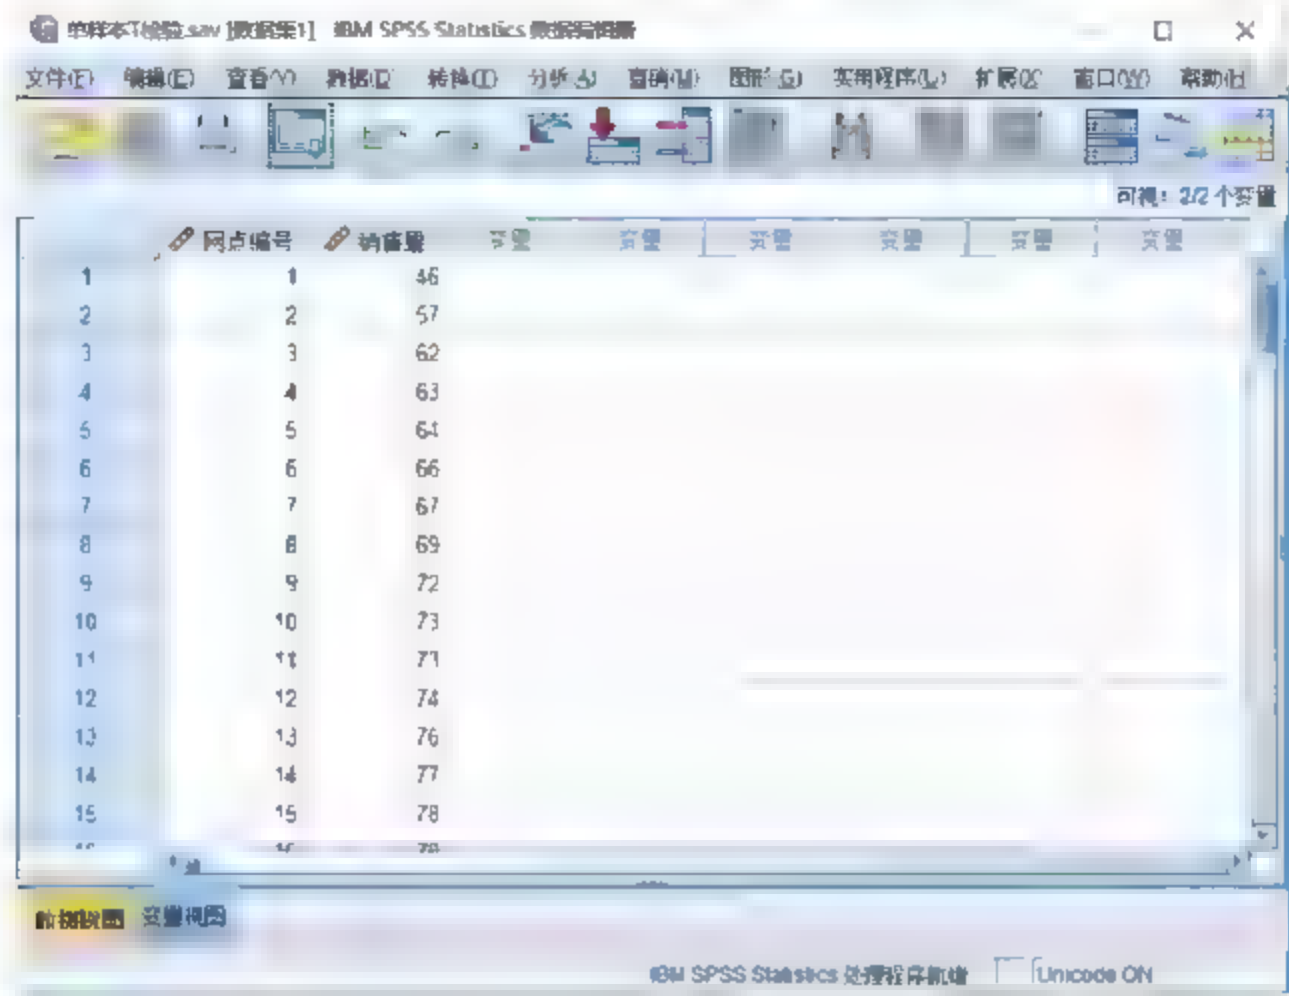 单样本T检验.sav [数据集1] - IBM SPSS Statistics 数据编辑器
文件(F) 编辑(E) 查看(V) 数据(D) 转换(T) 分析(A) 直销(M) 图形(G) 实用程序(U) 扩展(X) 窗口(W) 帮助(H)
可视: 2/2 个变量
网点编号 销售量 变量 变量 变量 变量 变量 变量
1 1 46
2 2 57
3 3 62
4 4 63
5 5 64
6 6 66
7 7 67
8 8 69
9 9 72
10 10 73
11 11
12 12 74
13 13 76
14 14 77
15 15 78
数据视图 变量视图
IBM SPSS Statistics 处理程序就绪 Unicode:ON